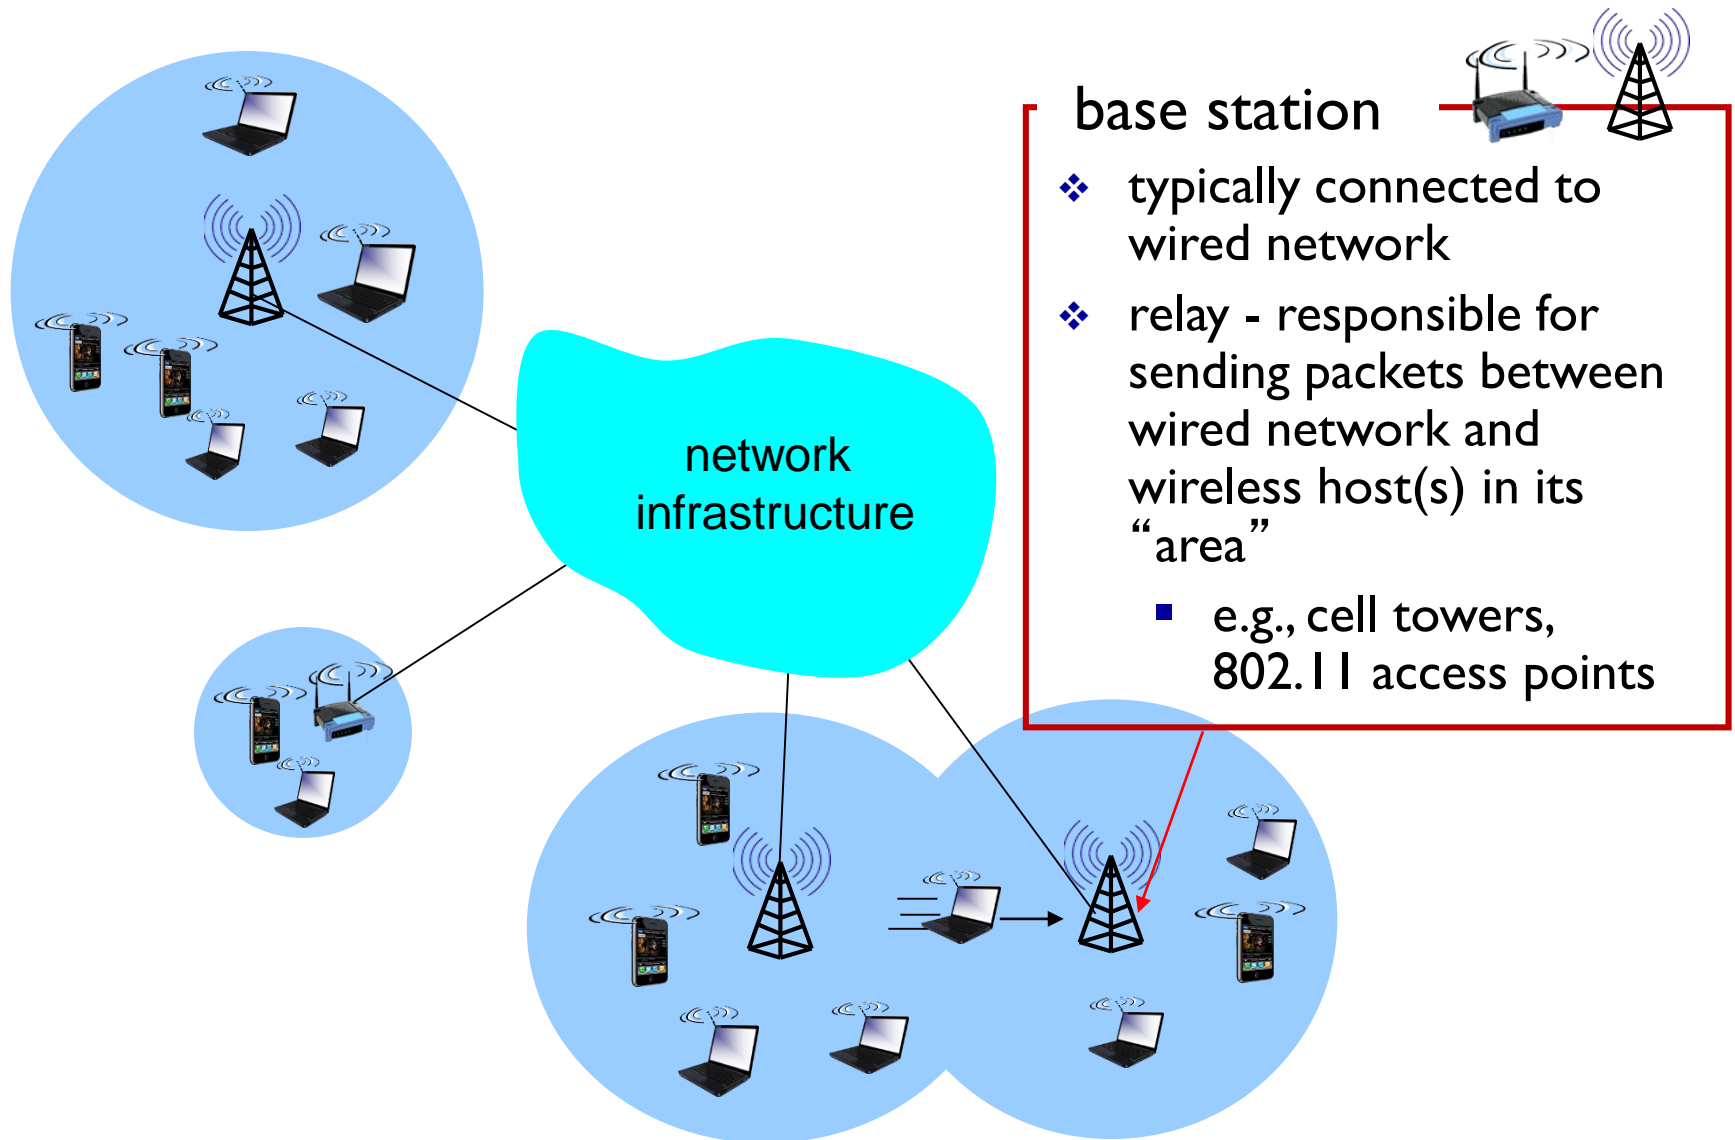 base station
typically connected to
wired network
relay - responsible for
sending packets between
wired network and
wireless host(s) in its
“area”
e.g., cell towers,
802.11 access points
network
infrastructure